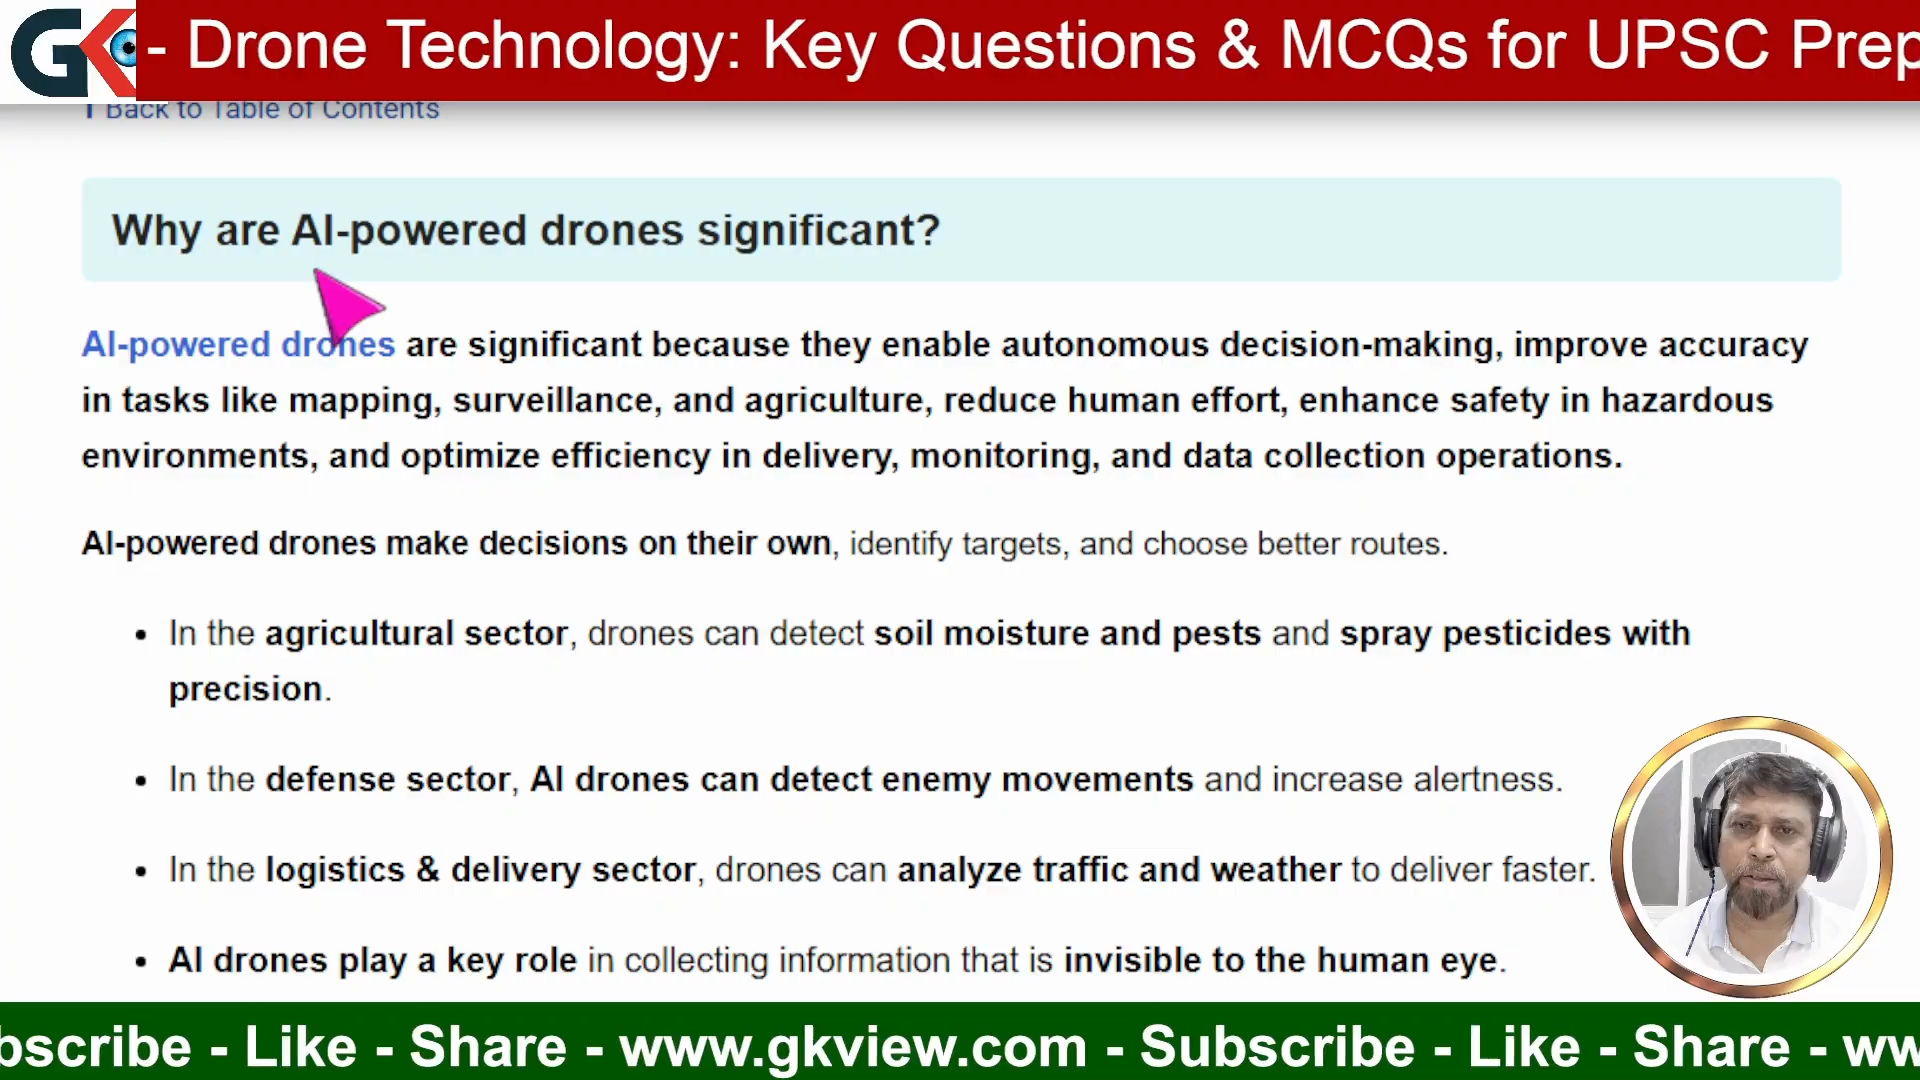 GK - Drone Technology: Key Questions & MCQs for UPSC Prep
Back to Table of Contents
Why are AI-powered drones significant?
AI-powered drones are significant because they enable autonomous decision-making, improve accuracy
in tasks like mapping, surveillance, and agriculture, reduce human effort, enhance safety in hazardous
environments, and optimize efficiency in delivery, monitoring, and data collection operations.
AI-powered drones make decisions on their own, identify targets, and choose better routes.
• In the agricultural sector, drones can detect soil moisture and pests and spray pesticides with
precision.
• In the defense sector, AI drones can detect enemy movements and increase alertness.
• In the logistics & delivery sector, drones can analyze traffic and weather to deliver faster.
• AI drones play a key role in collecting information that is invisible to the human eye.
bscribe - Like - Share - www.gkview.com - Subscribe - Like - Share - ww